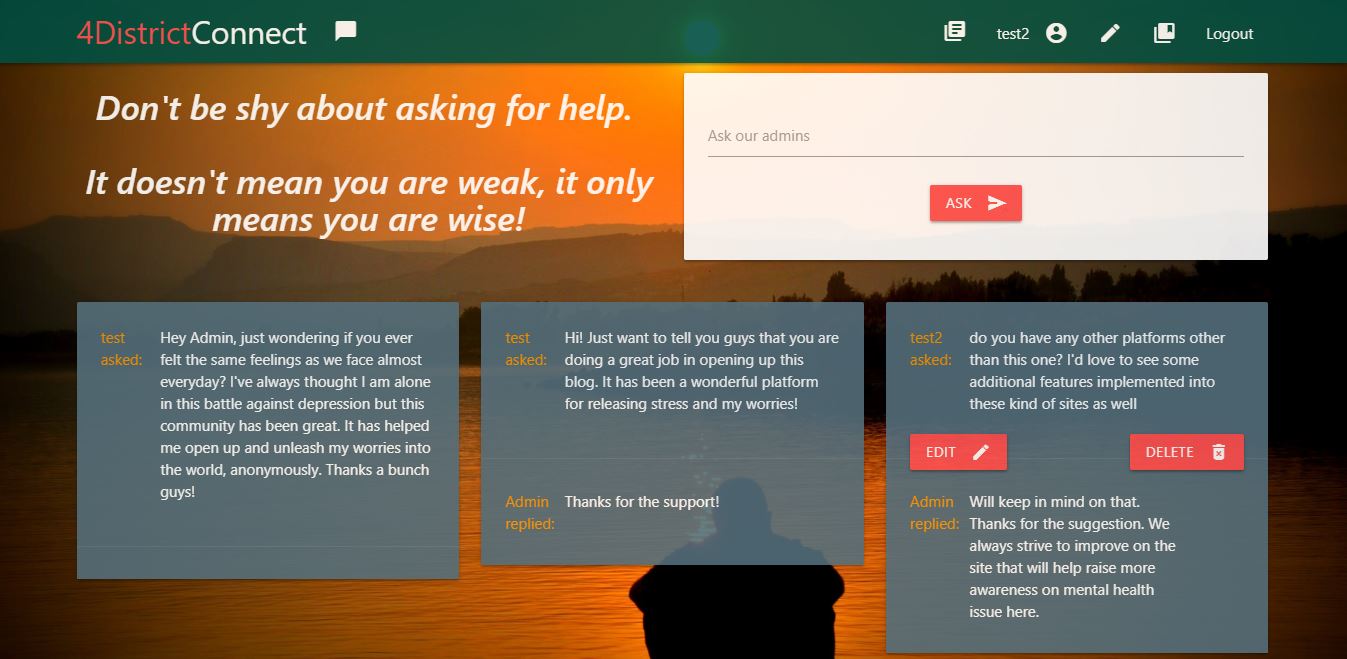 4DistrictConnect
test2
Logout
Don't be shy about asking for help.
It doesn't mean you are weak, it only
means you are wise!
Ask our admins
ASK
test
asked:
Hey Admin, just wondering if you ever
felt the same feelings as we face almost
everyday? I've always thought I am alone
in this battle against depression but this
community has been great. It has helped
me open up and unleash my worries into
the world, anonymously. Thanks a bunch
guys!
test
asked:
Hi! Just want to tell you guys that you are
doing a great job in opening up this
blog. It has been a wonderful platform
for releasing stress and my worries!
Admin
replied:
Thanks for the support!
test2
asked:
do you have any other platforms other
than this one? I'd love to see some
additional features implemented into
these kind of sites as well
EDIT
DELETE
Admin
replied:
Will keep in mind on that.
Thanks for the suggestion. We
always strive to improve on the
site that will help raise more
awareness on mental health
issue here.